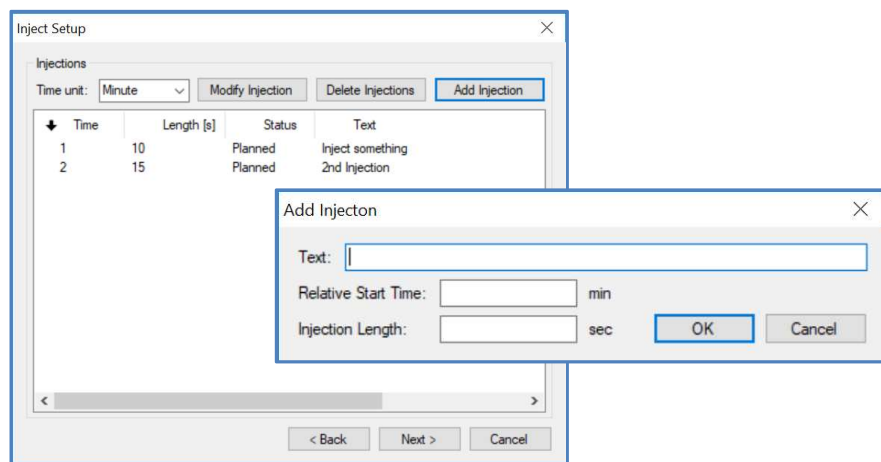 Inject Setup
Injections
Time unit: Minute Modify Injection Delete Injections Add Injection
Time Length [s] Status Text
1 10 Planned Inject something
2 15 Planned 2nd Injection
Add Injecton
Text:
Relative Start Time: min
Injection Length: sec OK Cancel
< Back Next > Cancel